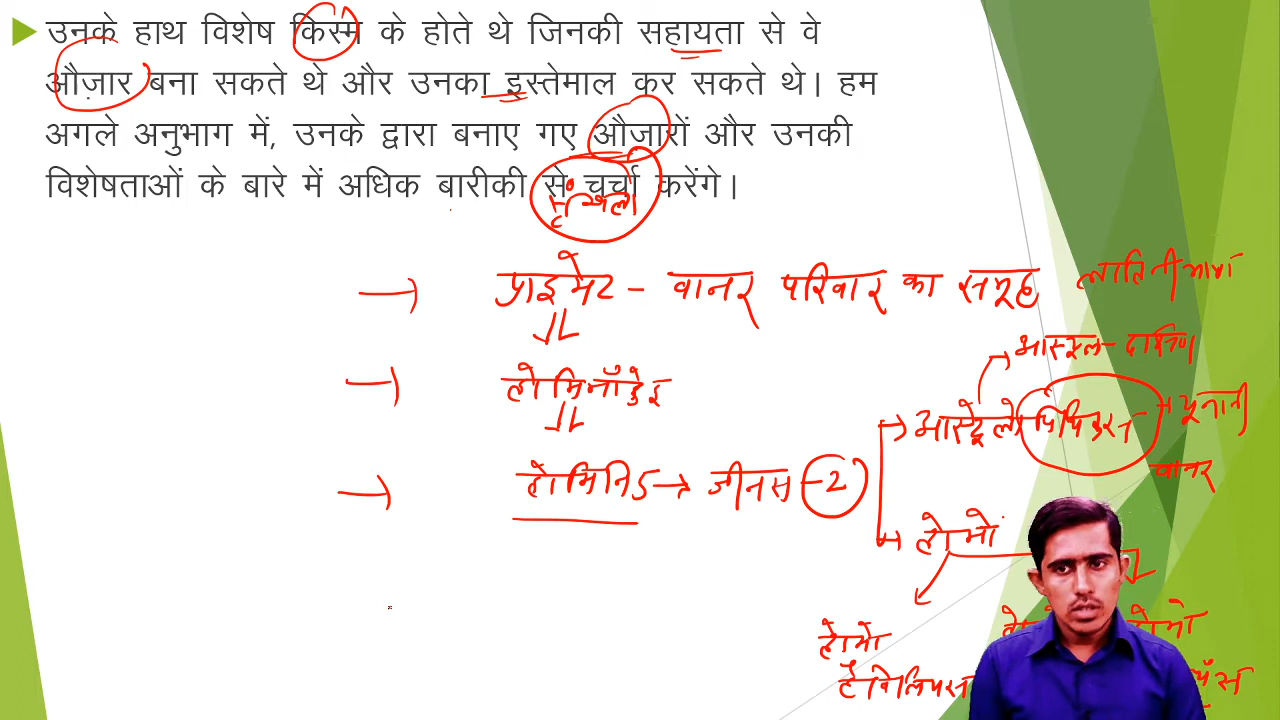 उनके हाथ विशेष किस्म के होते थे जिनकी सहायता से वे
औज़ार बना सकते थे और उनका इस्तेमाल कर सकते थे। हम
अगले अनुभाग में, उनके द्वारा बनाए गए औज़ारों और उनकी
विशेषताओं के बारे में अधिक बारीकी से चर्चा करेंगे।
प्राइमेट - वानर परिवार का समूह लातिनी भाषा
आस्ट्रल - दक्षिण
होमिनॉइड
आस्ट्रेलोपिथिकस यूनानी
वानर
होमिनिड → जीनस - 2
होमो
होमो होमो
हैबिलिस